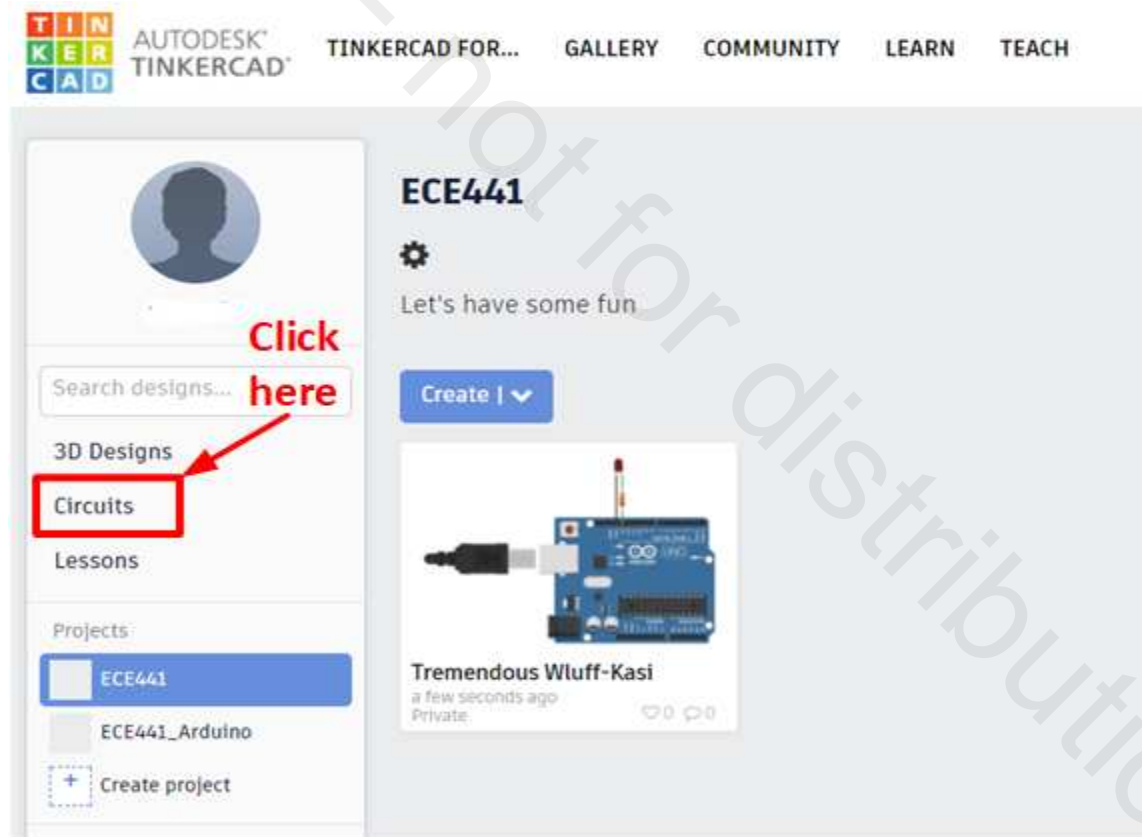 TIN
KER
CAD
AUTODESK®
TINKERCAD®
TINKERCAD FOR...
GALLERY
COMMUNITY
LEARN
TEACH
Click
here
Search designs...
3D Designs
Circuits
Lessons
Projects
ECE441
ECE441_Arduino
+ Create project
ECE441
Let's have some fun
Create |
UNO
Tremendous Wluff-Kasi
a few seconds ago
Private
0 0
not for distributio